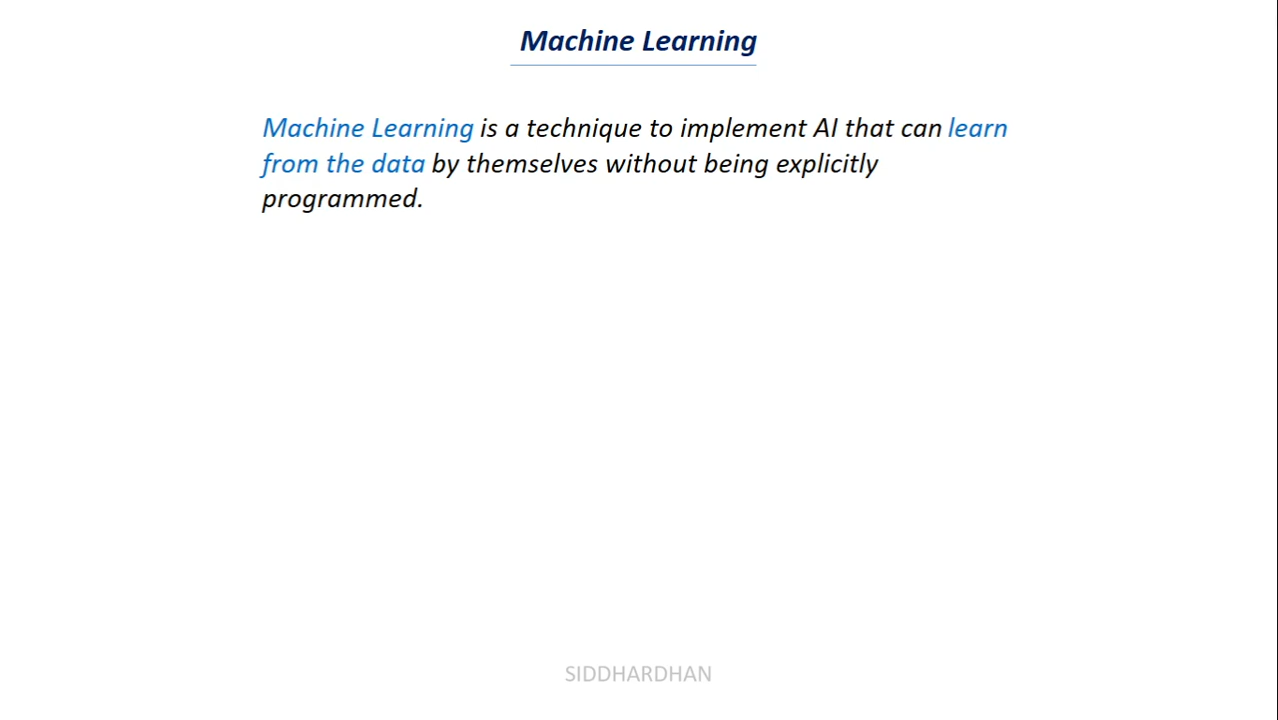 Machine Learning
Machine Learning is a technique to implement AI that can learn
from the data by themselves without being explicitly
programmed.
SIDDHARDHAN